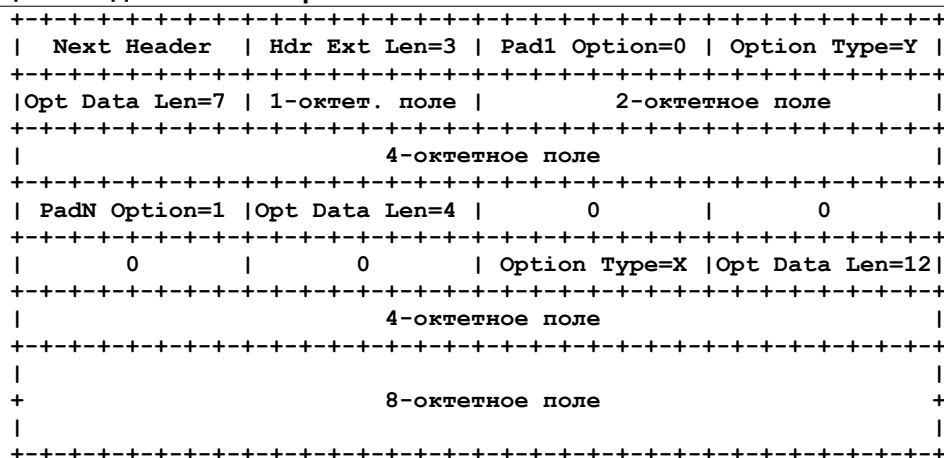 +-+-+-+-+-+-+-+-+-+-+-+-+-+-+-+-+-+-+-+-+-+-+-+-+-+-+-+-+-+-+-+-+
| Next Header | Hdr Ext Len=3 | Pad1 Option=0 | Option Type=Y |
+-+-+-+-+-+-+-+-+-+-+-+-+-+-+-+-+-+-+-+-+-+-+-+-+-+-+-+-+-+-+-+-+
|Opt Data Len=7 | 1-октет. поле | 2-октетное поле |
+-+-+-+-+-+-+-+-+-+-+-+-+-+-+-+-+-+-+-+-+-+-+-+-+-+-+-+-+-+-+-+-+
| 4-октетное поле |
+-+-+-+-+-+-+-+-+-+-+-+-+-+-+-+-+-+-+-+-+-+-+-+-+-+-+-+-+-+-+-+-+
| PadN Option=1 |Opt Data Len=4 | 0 | 0 |
+-+-+-+-+-+-+-+-+-+-+-+-+-+-+-+-+-+-+-+-+-+-+-+-+-+-+-+-+-+-+-+-+
| 0 | 0 | Option Type=X |Opt Data Len=12|
+-+-+-+-+-+-+-+-+-+-+-+-+-+-+-+-+-+-+-+-+-+-+-+-+-+-+-+-+-+-+-+-+
| 4-октетное поле |
+-+-+-+-+-+-+-+-+-+-+-+-+-+-+-+-+-+-+-+-+-+-+-+-+-+-+-+-+-+-+-+-+
| |
+ 8-октетное поле +
| |
+-+-+-+-+-+-+-+-+-+-+-+-+-+-+-+-+-+-+-+-+-+-+-+-+-+-+-+-+-+-+-+-+